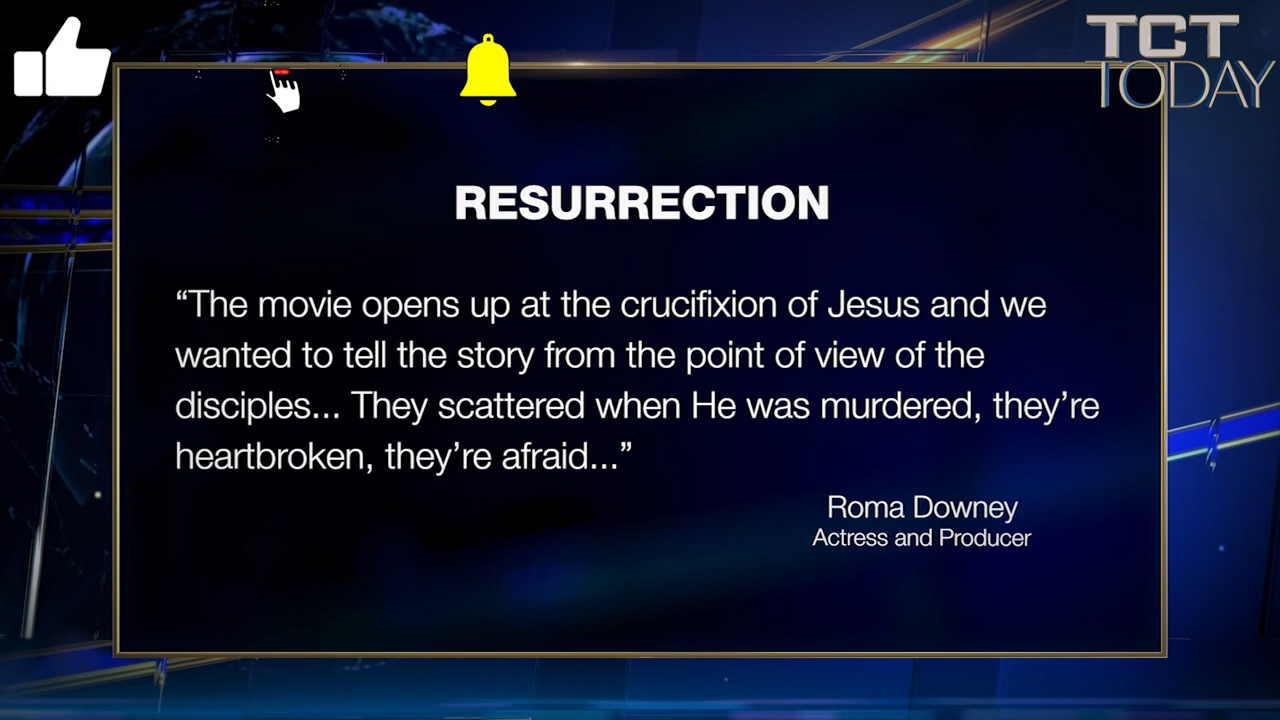 TCT
TODAY
RESURRECTION
“The movie opens up at the crucifixion of Jesus and we
wanted to tell the story from the point of view of the
disciples... They scattered when He was murdered, they’re
heartbroken, they’re afraid...”
Roma Downey
Actress and Producer